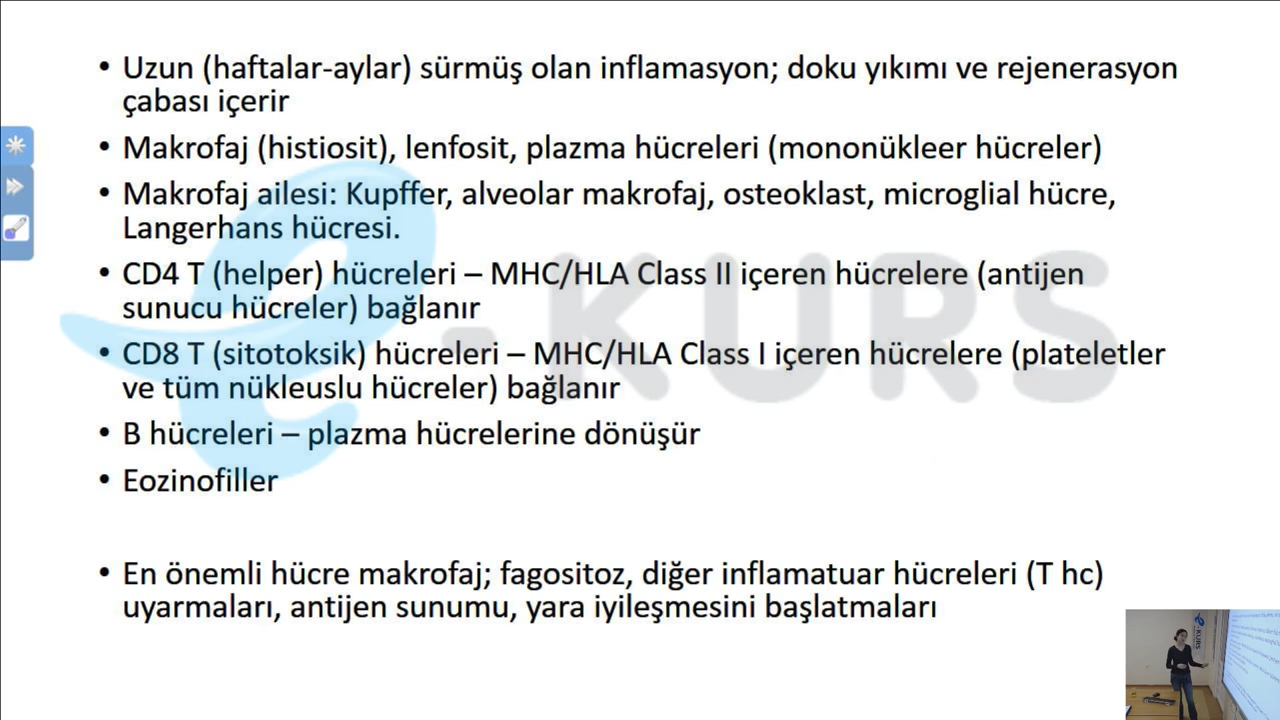 • Uzun (haftalar-aylar) sürmüş olan inflamasyon; doku yıkımı ve rejenerasyon
çabası içerir
• Makrofaj (histiosit), lenfosit, plazma hücreleri (mononükleer hücreler)
• Makrofaj ailesi: Kupffer, alveolar makrofaj, osteoklast, microglial hücre,
Langerhans hücresi.
• CD4 T (helper) hücreleri – MHC/HLA Class II içeren hücrelere (antijen
sunucu hücreler) bağlanır
• CD8 T (sitotoksik) hücreleri – MHC/HLA Class I içeren hücrelere (plateletler
ve tüm nükleuslu hücreler) bağlanır
• B hücreleri – plazma hücrelerine dönüşür
• Eozinofiller
• En önemli hücre makrofaj; fagositoz, diğer inflamatuar hücreleri (T hc)
uyarmaları, antijen sunumu, yara iyileşmesini başlatmaları
e-KURS
e-KURS